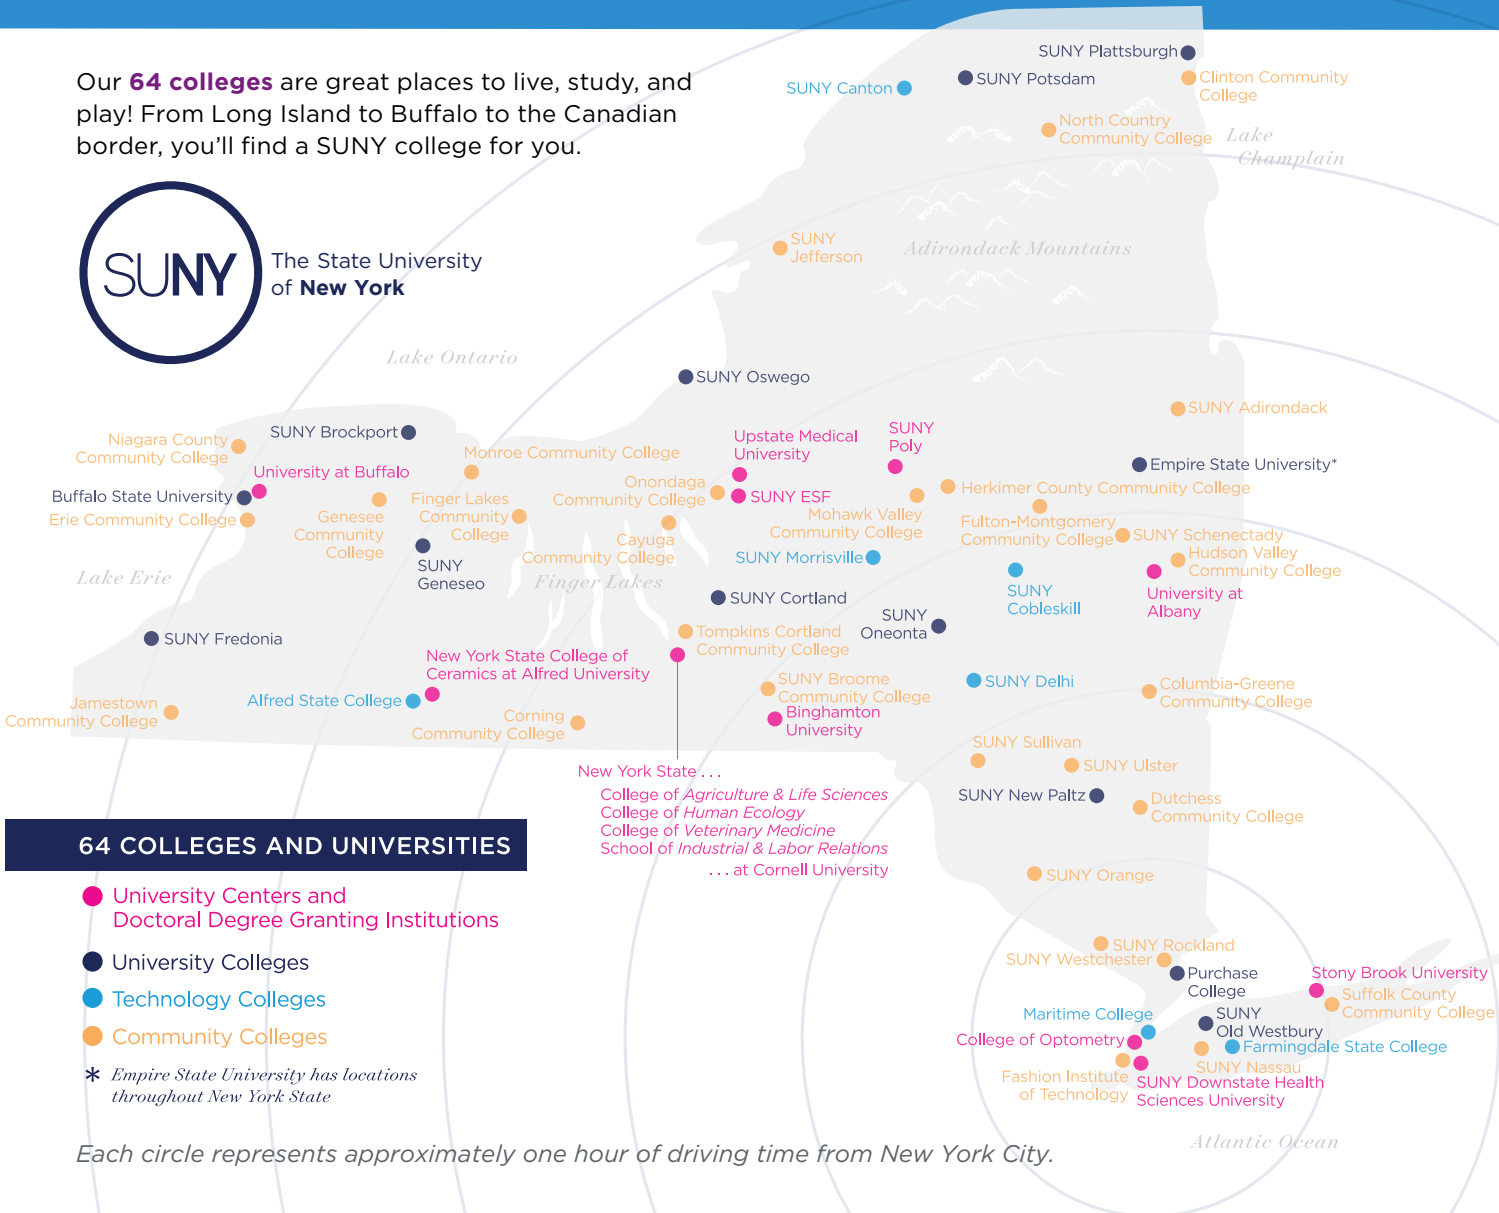 Our 64 colleges are great places to live, study, and
play! From Long Island to Buffalo to the Canadian
border, you'll find a SUNY college for you.
SUNY
The State University
of New York
SUNY Plattsburgh
SUNY Canton
SUNY Potsdam
Clinton Community
College
North Country
Community College
Lake
Champlain
SUNY
Jefferson
Adirondack Mountains
Lake Ontario
SUNY Oswego
SUNY Adirondack
Niagara County
Community College
SUNY Brockport
Monroe Community College
Upstate Medical
University
SUNY
Poly
Empire State University*
University at Buffalo
Buffalo State University
Erie Community College
Genesee
Community
College
Finger Lakes
Community
College
Onondaga
Community College
SUNY ESF
Mohawk Valley
Community College
Herkimer County Community College
Fulton-Montgomery
Community College
SUNY Schenectady
Hudson Valley
Community College
Cayuga
Community College
SUNY Morrisville
SUNY
Geneseo
Lake Erie
Finger Lakes
SUNY
Cobleskill
University at
Albany
SUNY Cortland
SUNY
Oneonta
SUNY Fredonia
Tompkins Cortland
Community College
New York State College of
Ceramics at Alfred University
Alfred State College
SUNY Broome
Community College
Binghamton
University
SUNY Delhi
Columbia-Greene
Community College
Jamestown
Community College
Corning
Community College
SUNY Sullivan
SUNY Ulster
New York State . . .
College of Agriculture & Life Sciences
College of Human Ecology
College of Veterinary Medicine
School of Industrial & Labor Relations
. . . at Cornell University
SUNY New Paltz
Dutchess
Community College
SUNY Orange
64 COLLEGES AND UNIVERSITIES
University Centers and
Doctoral Degree Granting Institutions
University Colleges
Technology Colleges
Community Colleges
* Empire State University has locations
throughout New York State
SUNY Rockland
SUNY Westchester
Purchase
College
Stony Brook University
Suffolk County
Community College
Maritime College
SUNY
Old Westbury
College of Optometry
Farmingdale State College
SUNY Nassau
Fashion Institute
of Technology
SUNY Downstate Health
Sciences University
Atlantic Ocean
Each circle represents approximately one hour of driving time from New York City.